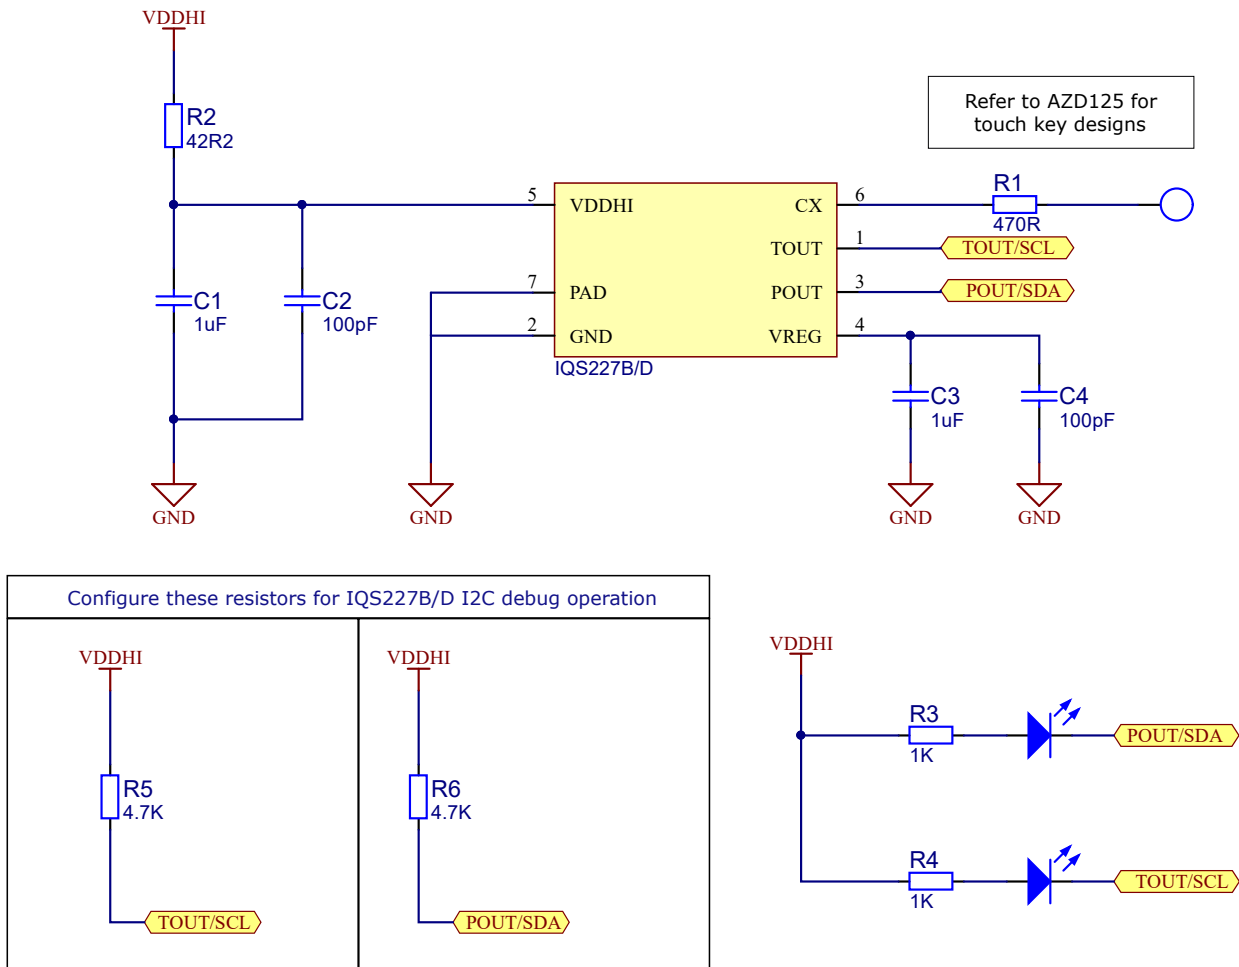 VDDHI
R2
42R2
C1
1uF
C2
100pF
GND
GND
5
VDDHI
7
PAD
2
GND
IQS227B/D
CX
6
TOUT
1
POUT
3
VREG
4
Refer to AZD125 for
touch key designs
R1
470R
TOUT/SCL
POUT/SDA
C3
1uF
C4
100pF
GND
GND
Configure these resistors for IQS227B/D I2C debug operation
VDDHI
R5
4.7K
TOUT/SCL
VDDHI
R6
4.7K
POUT/SDA
VDDHI
R3
1K
POUT/SDA
R4
1K
TOUT/SCL